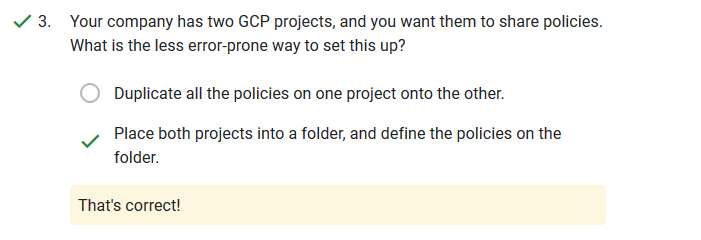 3. Your company has two GCP projects, and you want them to share policies.
What is the less error-prone way to set this up?
Duplicate all the policies on one project onto the other.
Place both projects into a folder, and define the policies on the
folder.
That's correct!